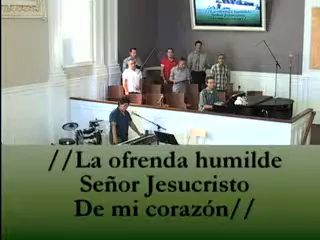 //La ofrenda humilde
Señor Jesucristo
De mi corazón//